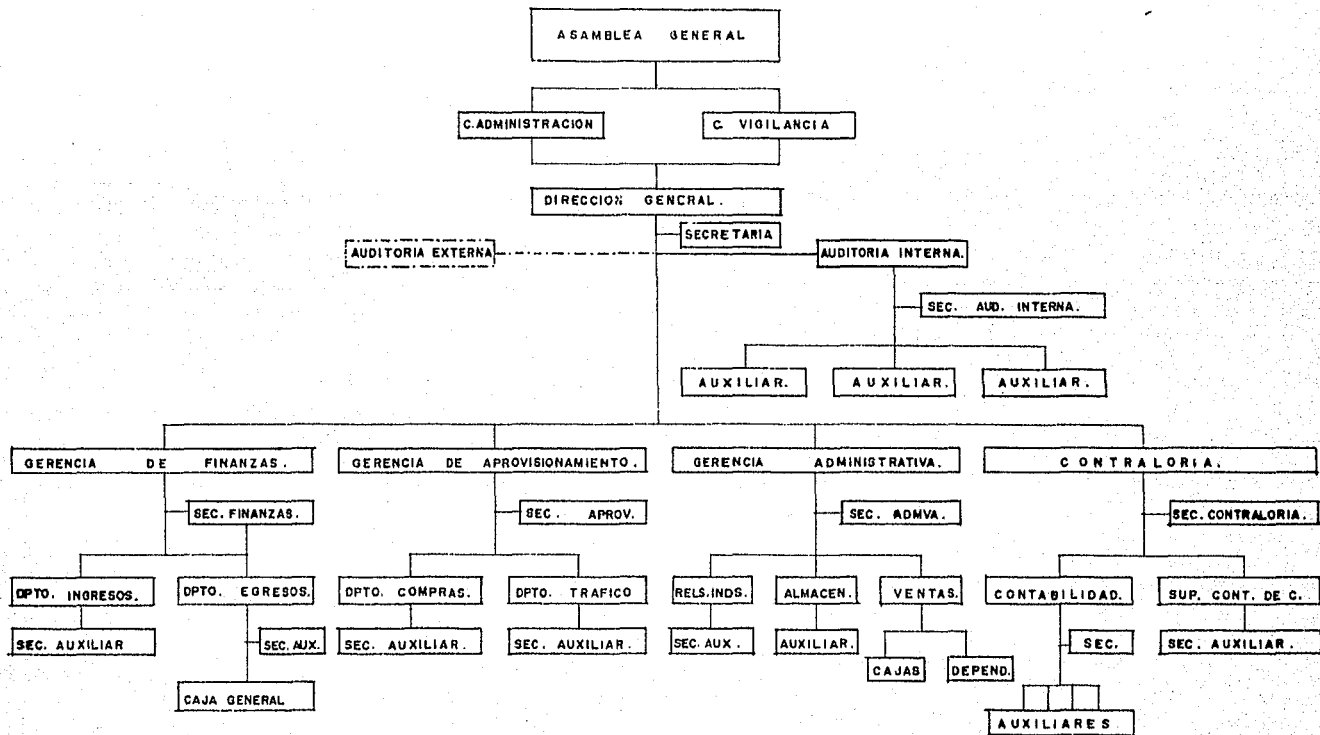 ASAMBLEA GENERAL
C. ADMINISTRACION
C. VIGILANCIA
DIRECCION GENERAL.
SECRETARIA
AUDITORIA EXTERNA
AUDITORIA INTERNA.
SEC. AUD. INTERNA.
AUXILIAR.
AUXILIAR.
AUXILIAR.
GERENCIA DE FINANZAS.
GERENCIA DE APROVISIONAMIENTO.
GERENCIA ADMINISTRATIVA.
CONTRALORIA.
SEC. FINANZAS.
SEC. APROV.
SEC. ADMVA.
SEC. CONTRALORIA.
DPTO. INGRESOS.
DPTO. EGRESOS.
DPTO. COMPRAS.
DPTO. TRAFICO
RELS. INDS.
ALMACEN.
VENTAS.
CONTABILIDAD.
SUP. CONT. DE C.
SEC. AUXILIAR
SEC. AUX.
SEC. AUXILIAR.
SEC. AUXILIAR.
SEC. AUX.
AUXILIAR.
SEC.
SEC. AUXILIAR.
CAJAS
DEPEND.
CAJA GENERAL
AUXILIARES